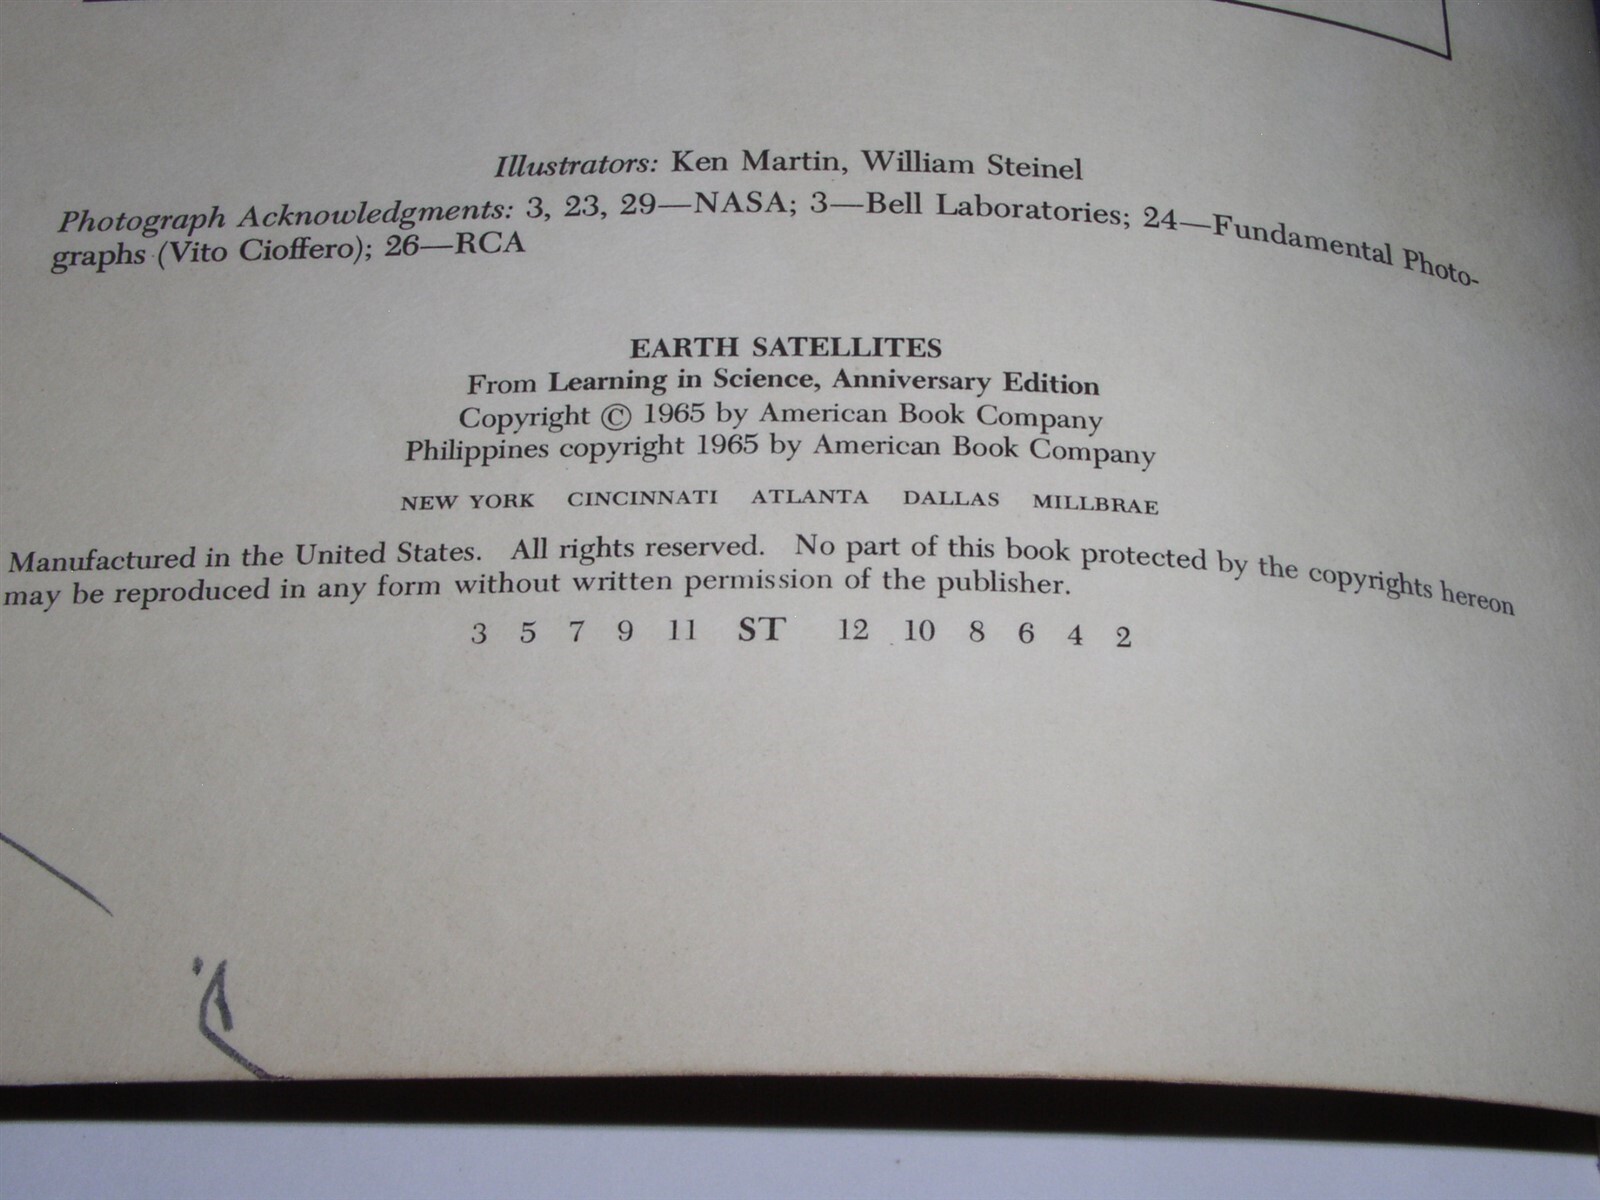 Illustrators: Ken Martin, William Steinel
Photograph Acknowledgments: 3, 23, 29—NASA; 3—Bell Laboratories; 24—Fundamental Photo-
graphs (Vito Cioffero); 26—RCA
EARTH SATELLITES
From Learning in Science, Anniversary Edition
Copyright © 1965 by American Book Company
Philippines copyright 1965 by American Book Company
NEW YORK CINCINNATI ATLANTA DALLAS MILLBRAE
Manufactured in the United States. All rights reserved. No part of this book protected by the copyrights hereon
may be reproduced in any form without written permission of the publisher.
3 5 7 9 11 ST 12 10 8 6 4 2